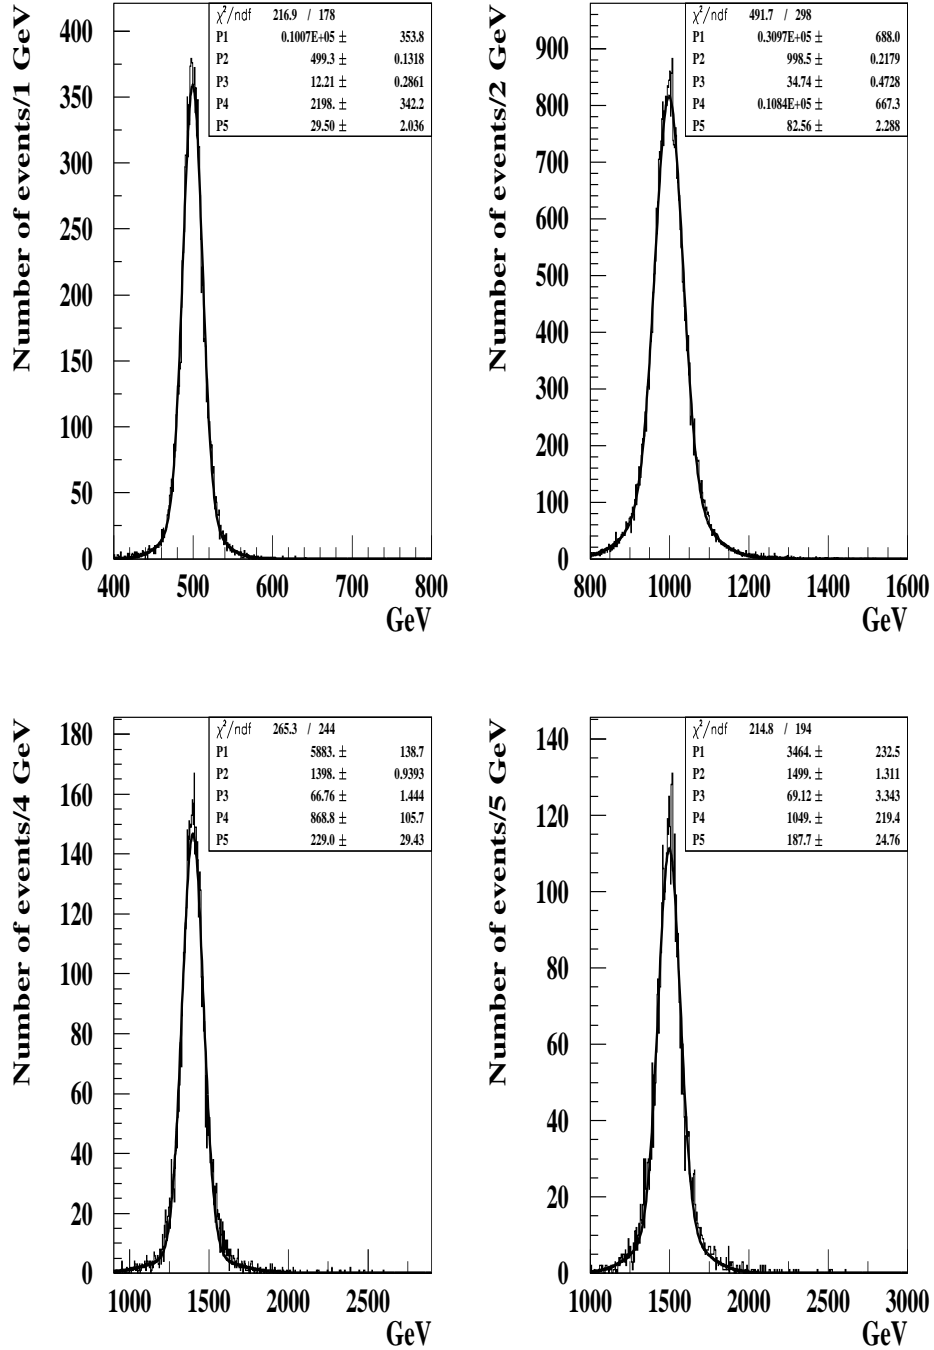 χ²/ndf 216.9 / 178
P1 0.1007E+05 ± 353.8
P2 499.3 ± 0.1318
P3 12.21 ± 0.2861
P4 2198. ± 342.2
P5 29.50 ± 2.036
Number of events/1 GeV
400
350
300
250
200
150
100
50
0
400 500 600 700 800
GeV
χ²/ndf 491.7 / 298
P1 0.3097E+05 ± 688.0
P2 998.5 ± 0.2179
P3 34.74 ± 0.4728
P4 0.1084E+05 ± 667.3
P5 82.56 ± 2.288
Number of events/2 GeV
900
800
700
600
500
400
300
200
100
0
800 1000 1200 1400 1600
GeV
χ²/ndf 265.3 / 244
P1 5883. ± 138.7
P2 1398. ± 0.9393
P3 66.76 ± 1.444
P4 868.8 ± 105.7
P5 229.0 ± 29.43
Number of events/4 GeV
180
160
140
120
100
80
60
40
20
0
1000 1500 2000 2500
GeV
χ²/ndf 214.8 / 194
P1 3464. ± 232.5
P2 1499. ± 1.311
P3 69.12 ± 3.343
P4 1049. ± 219.4
P5 187.7 ± 24.76
Number of events/5 GeV
140
120
100
80
60
40
20
0
1000 1500 2000 2500 3000
GeV